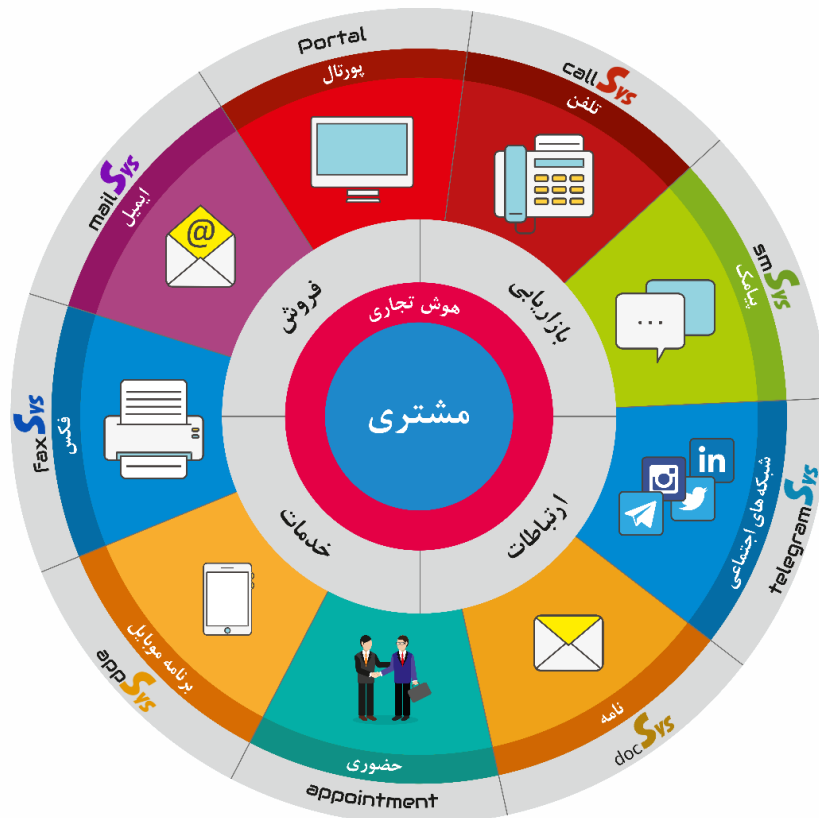 Portal
پورتال
callSys
تلفن
smSys
پیامک
telegramSys
شبکه‌های اجتماعی
docSys
نامه
appointment
حضوری
appSys
برنامه موبایل
faxSys
فکس
mailSys
ایمیل
@
...
in
فروش
بازاریابی
ارتباطات
خدمات
هوش تجاری
مشتری